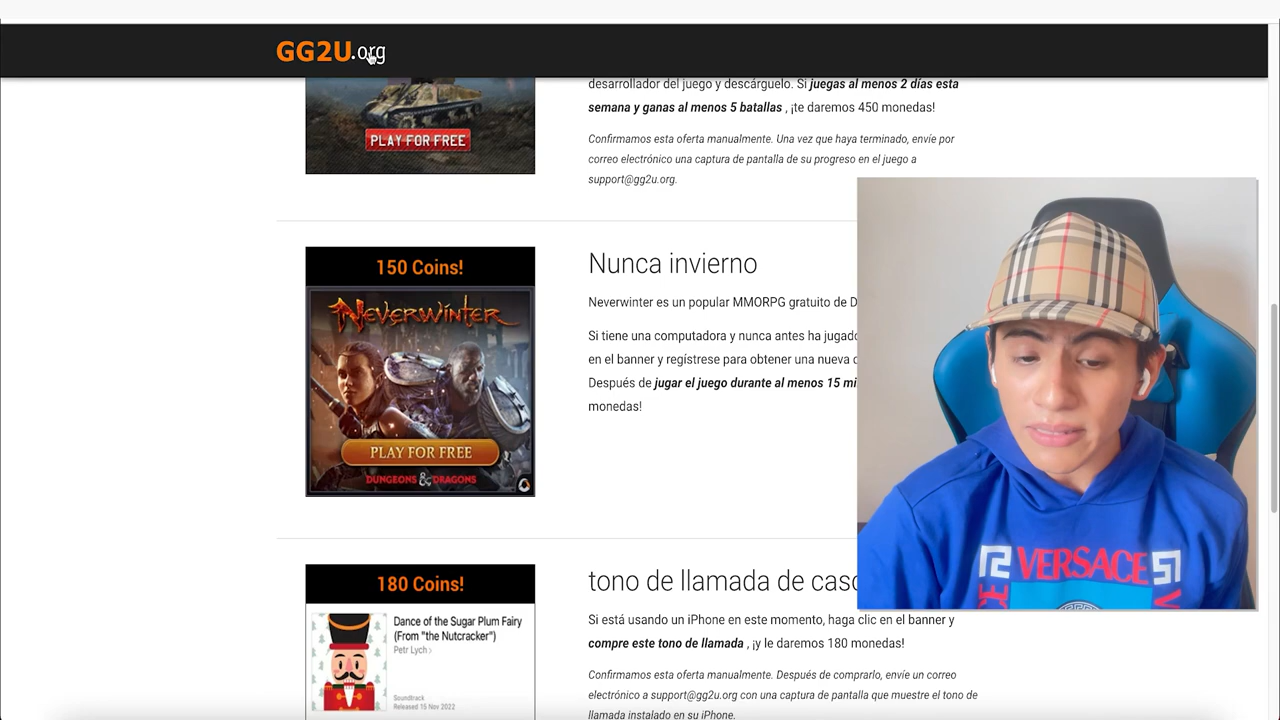 GG2U.org
desarrollador del juego y descárguelo. Si juegas al menos 2 días esta
semana y ganas al menos 5 batallas , ¡te daremos 450 monedas!
PLAY FOR FREE
Confirmamos esta oferta manualmente. Una vez que haya terminado, envíe por
correo electrónico una captura de pantalla de su progreso en el juego a
support@gg2u.org.
150 Coins!
NEVERWINTER
PLAY FOR FREE
DUNGEONS & DRAGONS
Nunca invierno
Neverwinter es un popular MMORPG gratuito de D
Si tiene una computadora y nunca antes ha jugado
en el banner y regístrese para obtener una nueva
Después de jugar el juego durante al menos 15 mi
monedas!
VERSACE
180 Coins!
Dance of the Sugar Plum Fairy
(From "the Nutcracker")
Petr Lych
Soundtrack
Released 15 Nov 2022
tono de llamada de casc
Si está usando un iPhone en este momento, haga clic en el banner y
compre este tono de llamada , ¡y le daremos 180 monedas!
Confirmamos esta oferta manualmente. Después de comprarlo, envíe un correo
electrónico a support@gg2u.org con una captura de pantalla que muestre el tono de
llamada instalado en su iPhone.